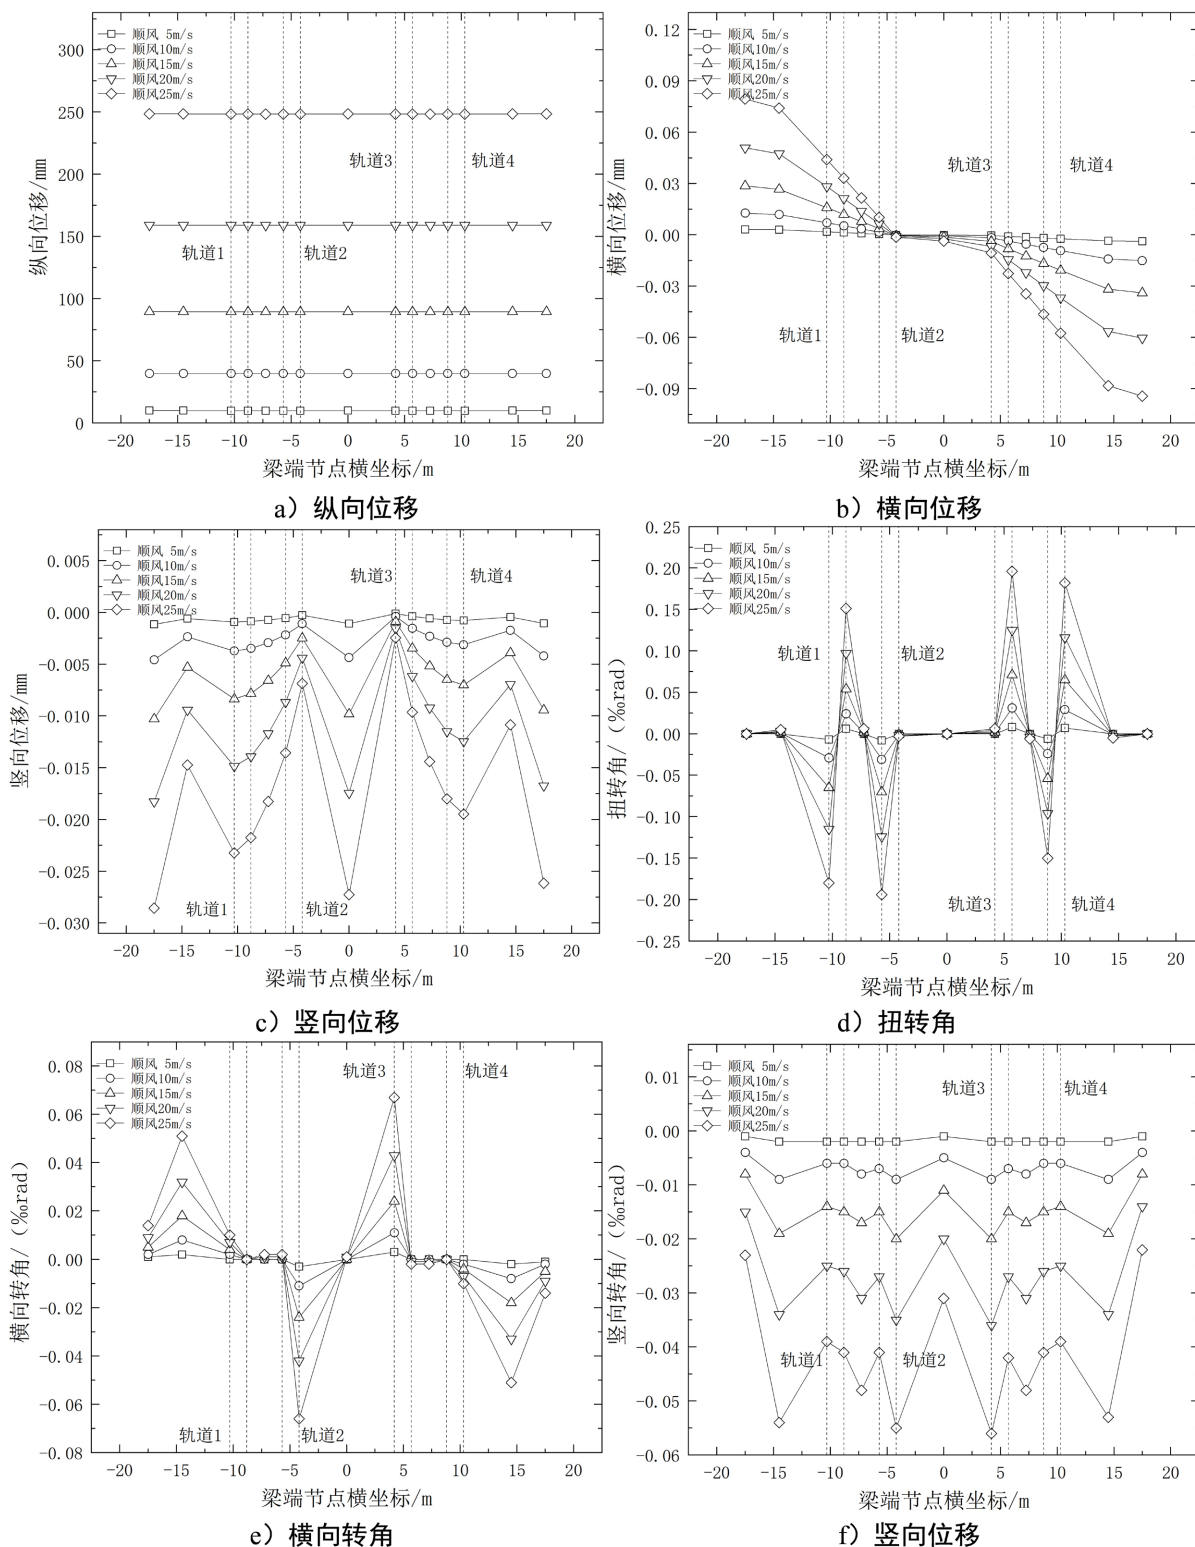 顺风 5m/s
顺风10m/s
顺风15m/s
顺风20m/s
顺风25m/s
300
250
200
150
100
50
0
纵向位移/mm
轨道3
轨道4
轨道1
轨道2
-20 -15 -10 -5 0 5 10 15 20
梁端节点横坐标/m
a）纵向位移
顺风 5m/s
顺风10m/s
顺风15m/s
顺风20m/s
顺风25m/s
0.12
0.09
0.06
0.03
0.00
-0.03
-0.06
-0.09
横向位移/mm
轨道3
轨道4
轨道1
轨道2
-20 -15 -10 -5 0 5 10 15 20
梁端节点横坐标/m
b）横向位移
顺风 5m/s
顺风10m/s
顺风15m/s
顺风20m/s
顺风25m/s
0.005
0.000
-0.005
-0.010
-0.015
-0.020
-0.025
-0.030
竖向位移/mm
轨道3
轨道4
轨道1
轨道2
-20 -15 -10 -5 0 5 10 15 20
梁端节点横坐标/m
c）竖向位移
顺风 5m/s
顺风10m/s
顺风15m/s
顺风20m/s
顺风25m/s
0.25
0.20
0.15
0.10
0.05
0.00
-0.05
-0.10
-0.15
-0.20
-0.25
扭转角/（‰rad）
轨道1
轨道2
轨道3
轨道4
-20 -15 -10 -5 0 5 10 15 20
梁端节点横坐标/m
d）扭转角
顺风 5m/s
顺风10m/s
顺风15m/s
顺风20m/s
顺风25m/s
0.08
0.06
0.04
0.02
0.00
-0.02
-0.04
-0.06
-0.08
横向转角/（‰rad）
轨道3
轨道4
轨道1
轨道2
-20 -15 -10 -5 0 5 10 15 20
梁端节点横坐标/m
e）横向转角
顺风 5m/s
顺风10m/s
顺风15m/s
顺风20m/s
顺风25m/s
0.01
0.00
-0.01
-0.02
-0.03
-0.04
-0.05
-0.06
竖向转角/（‰rad）
轨道3
轨道4
轨道1
轨道2
-20 -15 -10 -5 0 5 10 15 20
梁端节点横坐标/m
f）竖向位移